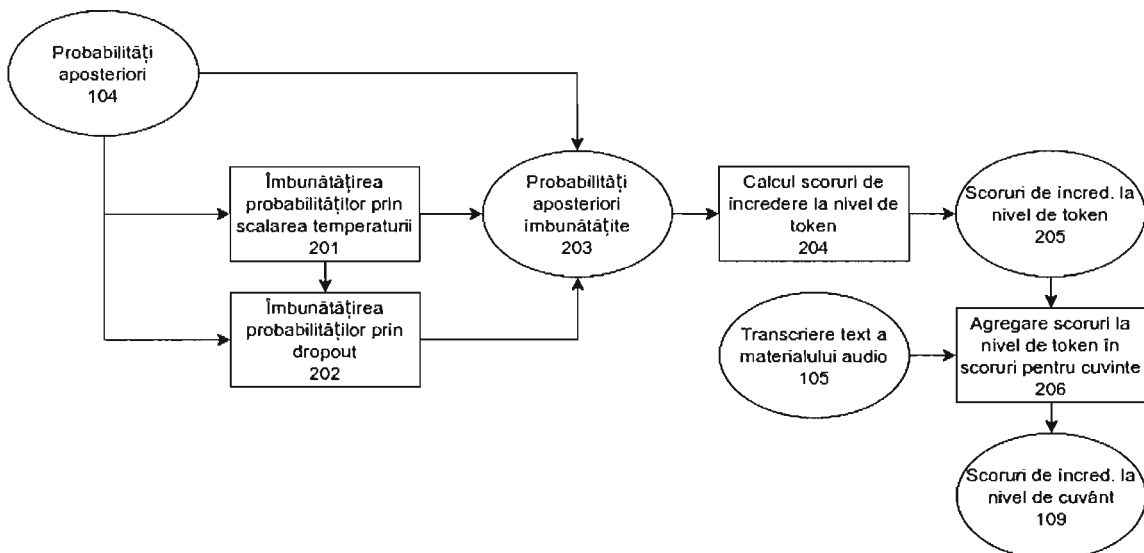 Probabilități
aposteriori
104
Îmbunătățirea
probabilităților prin
scalarea temperaturii
201
Îmbunătățirea
probabilităților prin
dropout
202
Probabilități
aposteriori
îmbunătățite
203
Calcul scoruri de
încredere la nivel de
token
204
Scoruri de încred. la
nivel de token
205
Transcriere text a
materialului audio
105
Agregare scoruri la
nivel de token în
scoruri pentru cuvinte
206
Scoruri de încred. la
nivel de cuvânt
109